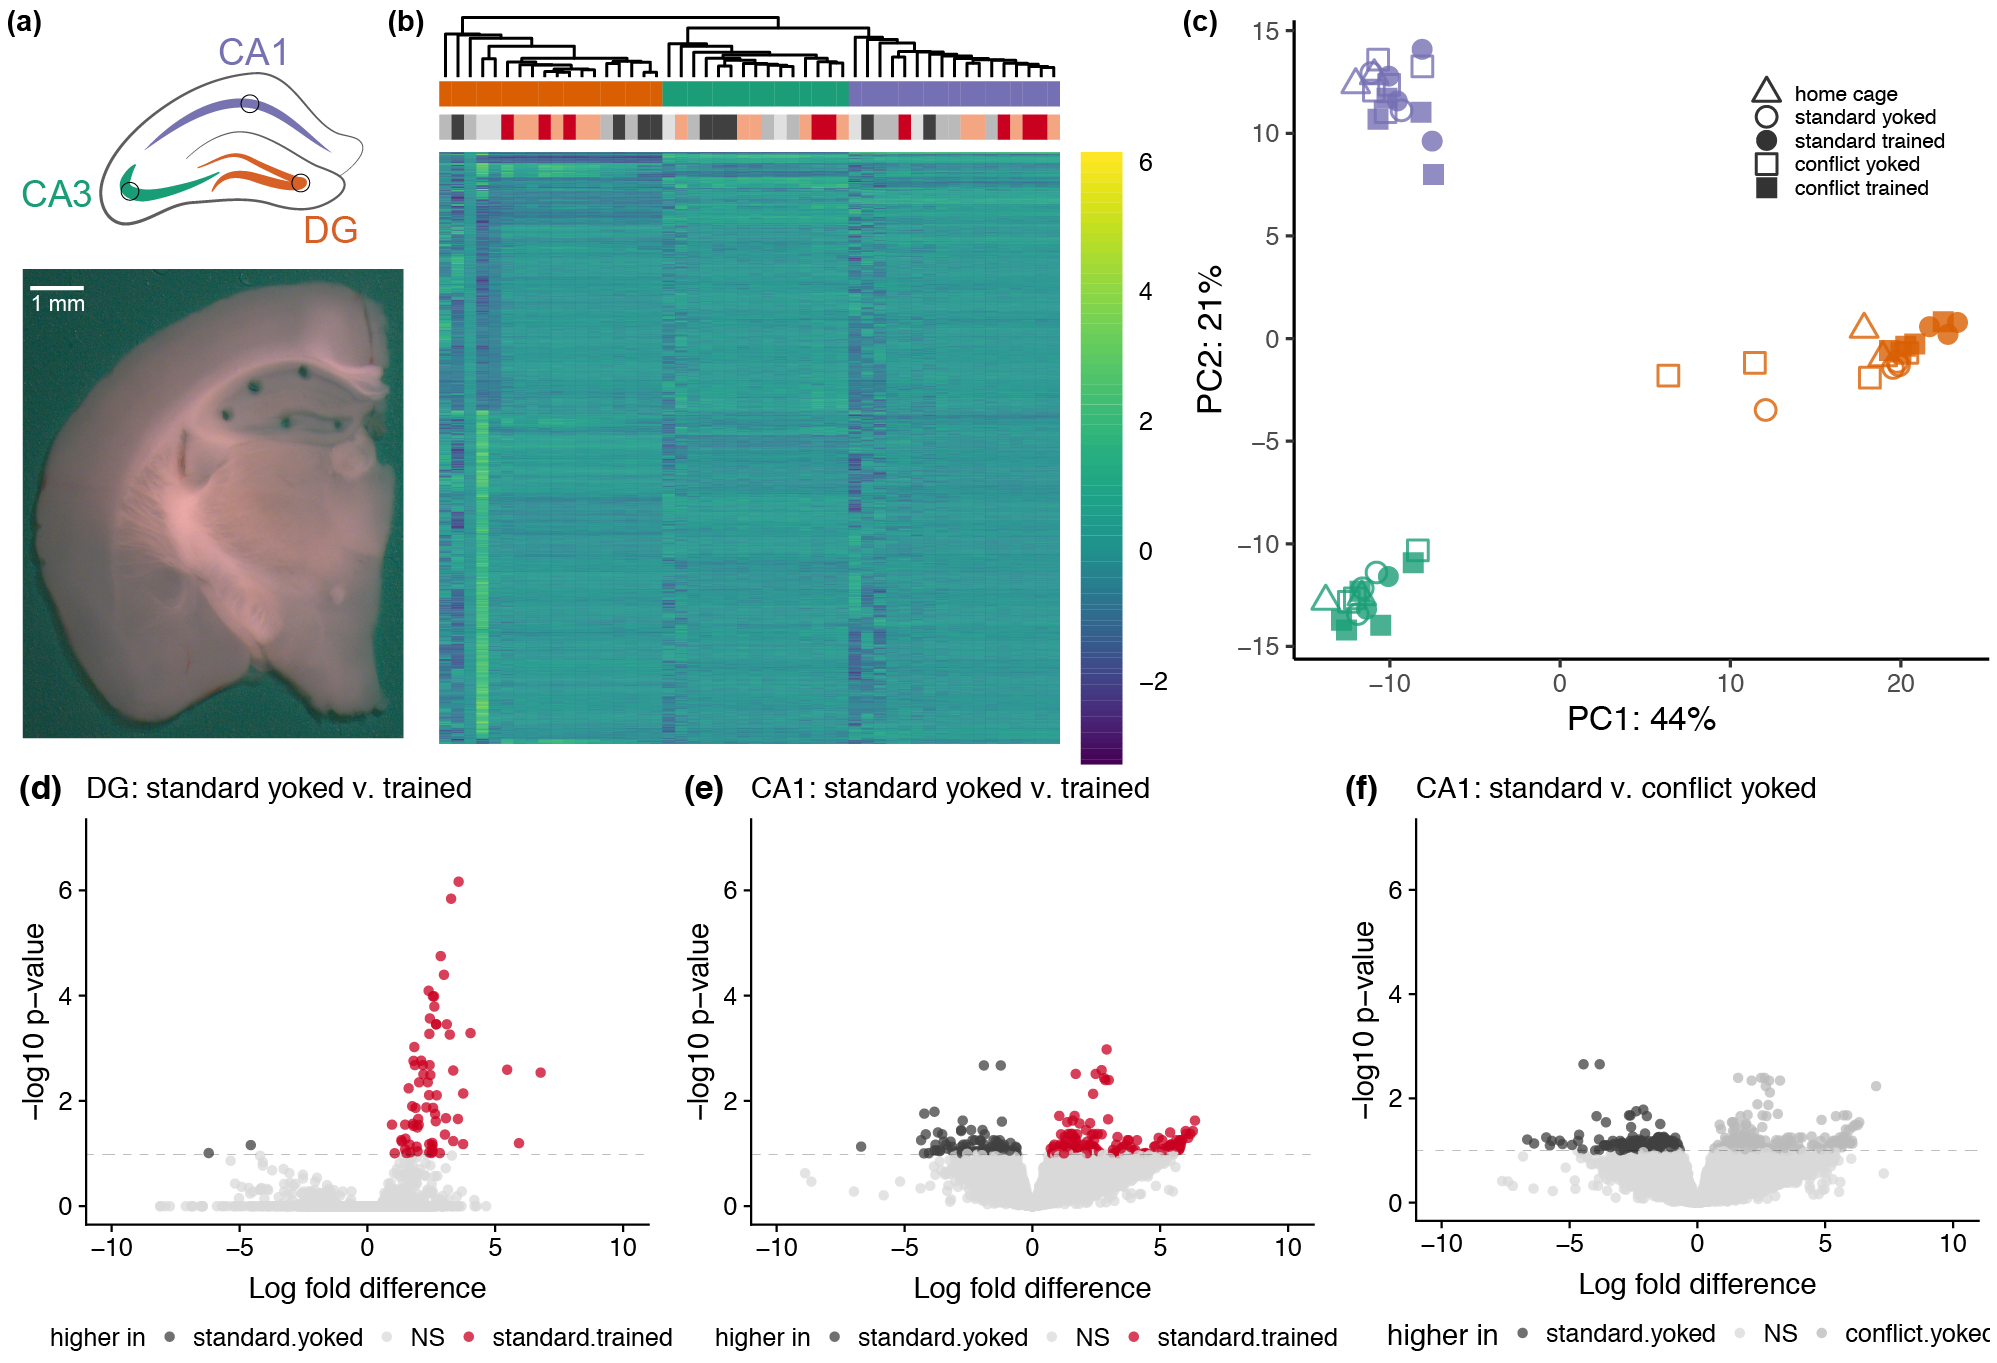 (a)
CA1
CA3
DG
1 mm
(b)
6
4
2
0
−2
(c)
15
10
5
0
−5
−10
−15
PC2: 21%
−10
0
10
20
PC1: 44%
home cage
standard yoked
standard trained
conflict yoked
conflict trained
(d) DG: standard yoked v. trained
6
4
2
0
−log10 p−value
−10
−5
0
5
10
Log fold difference
higher in standard.yoked NS standard.trained
(e) CA1: standard yoked v. trained
6
4
2
0
−log10 p−value
−10
−5
0
5
10
Log fold difference
higher in standard.yoked NS standard.trained
(f) CA1: standard v. conflict yoked
6
4
2
0
−log10 p−value
−10
−5
0
5
10
Log fold difference
higher in standard.yoked NS conflict.yoked